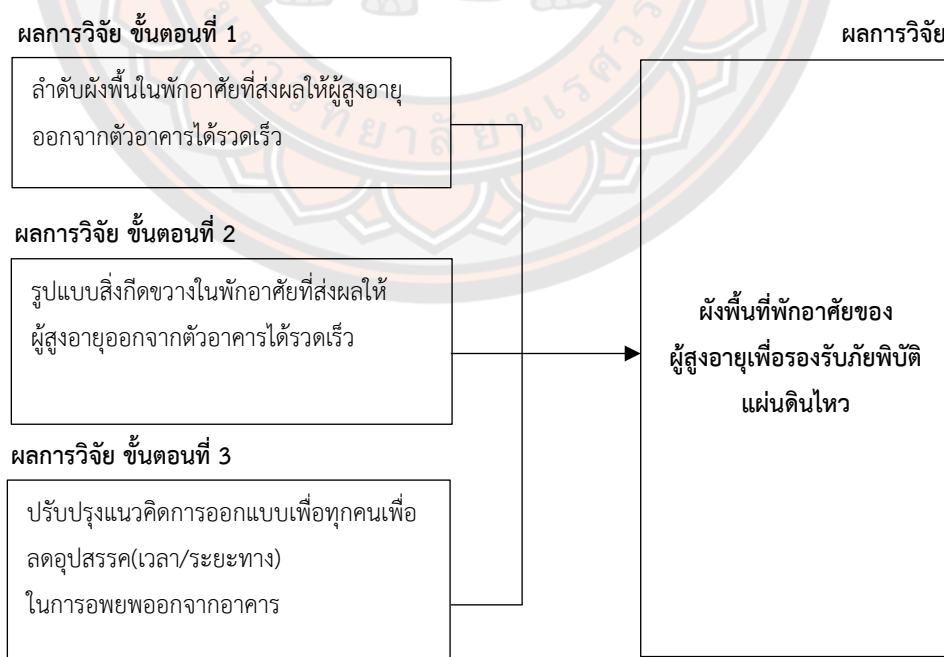 ผลการวิจัย ขั้นตอนที่ 1
ลำดับผังพื้นในพักอาศัยที่ส่งผลให้ผู้สูงอายุ
ออกจากตัวอาคารได้รวดเร็ว
ผลการวิจัย ขั้นตอนที่ 2
รูปแบบสิ่งกีดขวางในพักอาศัยที่ส่งผลให้
ผู้สูงอายุออกจากตัวอาคารได้รวดเร็ว
ผลการวิจัย ขั้นตอนที่ 3
ปรับปรุงแนวคิดการออกแบบเพื่อทุกคนเพื่อ
ลดอุปสรรค(เวลา/ระยะทาง)
ในการอพยพออกจากอาคาร
ผลการวิจัย
ผังพื้นที่พักอาศัยของ
ผู้สูงอายุเพื่อรองรับภัยพิบัติ
แผ่นดินไหว